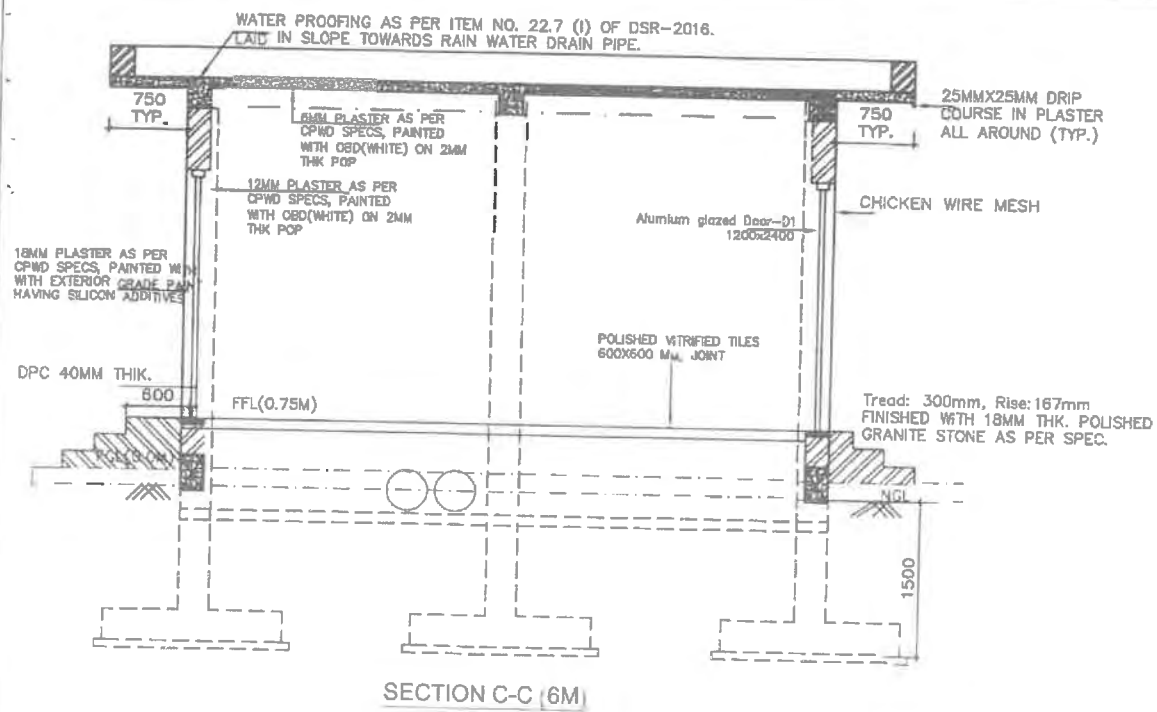 WATER PROOFING AS PER ITEM NO. 22.7 (I) OF DSR-2016.
LAID IN SLOPE TOWARDS RAIN WATER DRAIN PIPE.
750
TYP.
6MM PLASTER AS PER
CPWD SPECS, PAINTED
WITH OBD(WHITE) ON 2MM
THK POP
750
TYP.
25MMX25MM DRIP
COURSE IN PLASTER
ALL AROUND (TYP.)
12MM PLASTER AS PER
CPWD SPECS, PAINTED
WITH OBD(WHITE) ON 2MM
THK POP
Alumium glazed Door-D1
1200x2400
CHICKEN WIRE MESH
18MM PLASTER AS PER
CPWD SPECS, PAINTED
WITH EXTERIOR GRADE
HAVING SILICON ADDITIVES
POLISHED VITRIFIED TILES
600X600 JOINT
DPC 40MM THIK.
600
FFL(0.75M)
Tread: 300mm, Rise:167mm
FINISHED WITH 18MM THK. POLISHED
GRANITE STONE AS PER SPEC.
NGL
1500
SECTION C-C (6M)